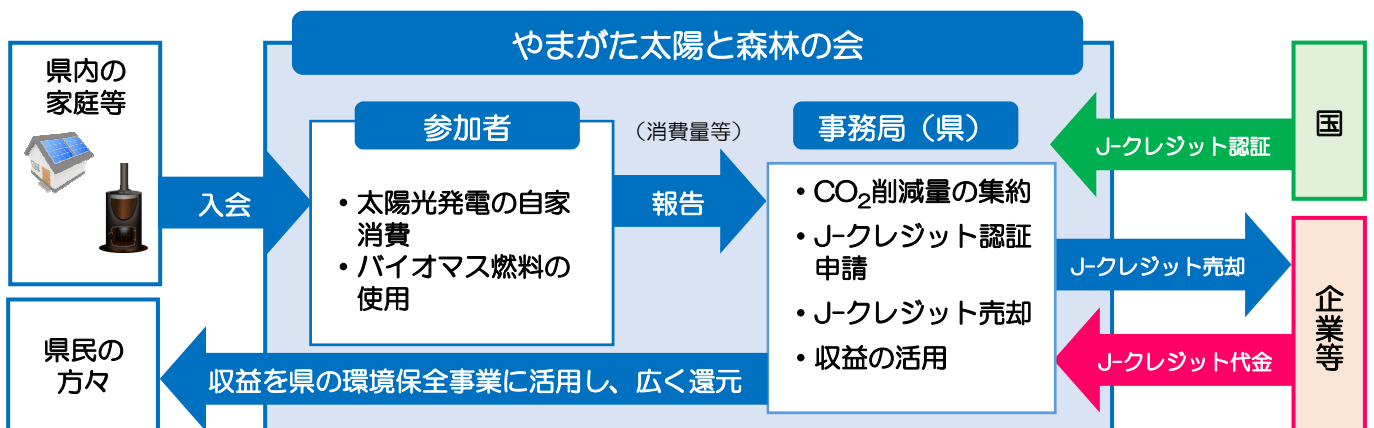 やまがた太陽と森林の会
県内の
家庭等
入会
参加者
・太陽光発電の自家
消費
・バイオマス燃料の
使用
（消費量等）
報告
事務局（県）
・CO₂削減量の集約
・J-クレジット認証
申請
・J-クレジット売却
・収益の活用
J-クレジット認証
国
J-クレジット売却
J-クレジット代金
企業等
収益を県の環境保全事業に活用し、広く還元
県民の
方々